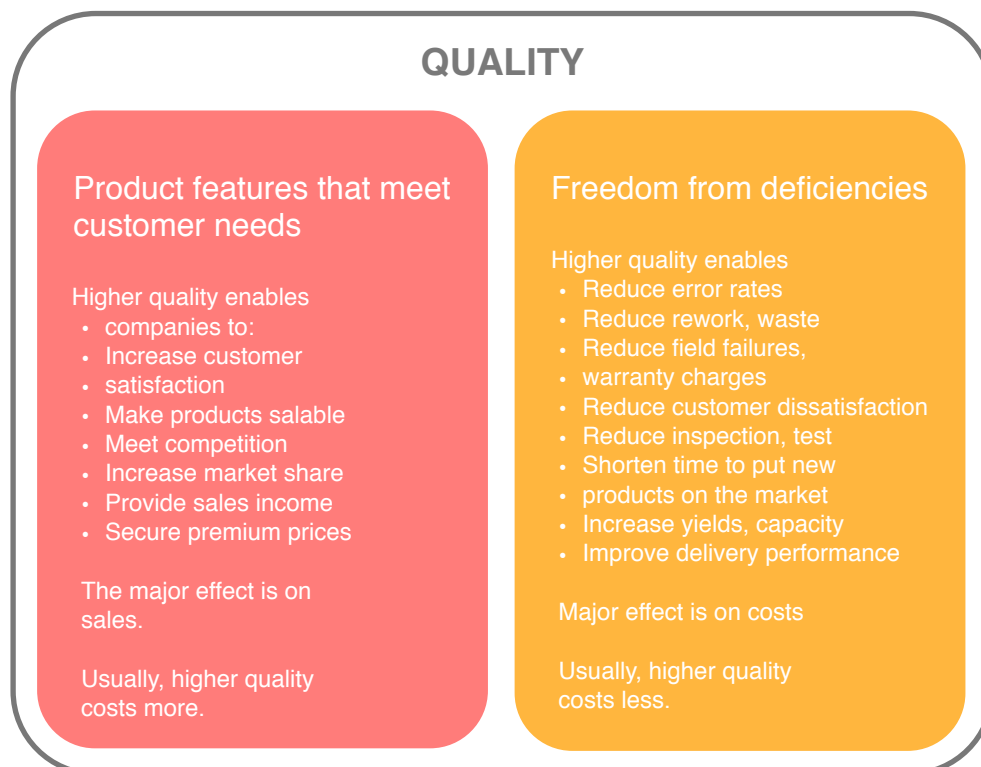 QUALITY
Product features that meet
customer needs
Higher quality enables
• companies to:
• Increase customer
• satisfaction
• Make products salable
• Meet competition
• Increase market share
• Provide sales income
• Secure premium prices
The major effect is on
sales.
Usually, higher quality
costs more.
Freedom from deficiencies
Higher quality enables
• Reduce error rates
• Reduce rework, waste
• Reduce field failures,
• warranty charges
• Reduce customer dissatisfaction
• Reduce inspection, test
• Shorten time to put new
• products on the market
• Increase yields, capacity
• Improve delivery performance
Major effect is on costs
Usually, higher quality
costs less.